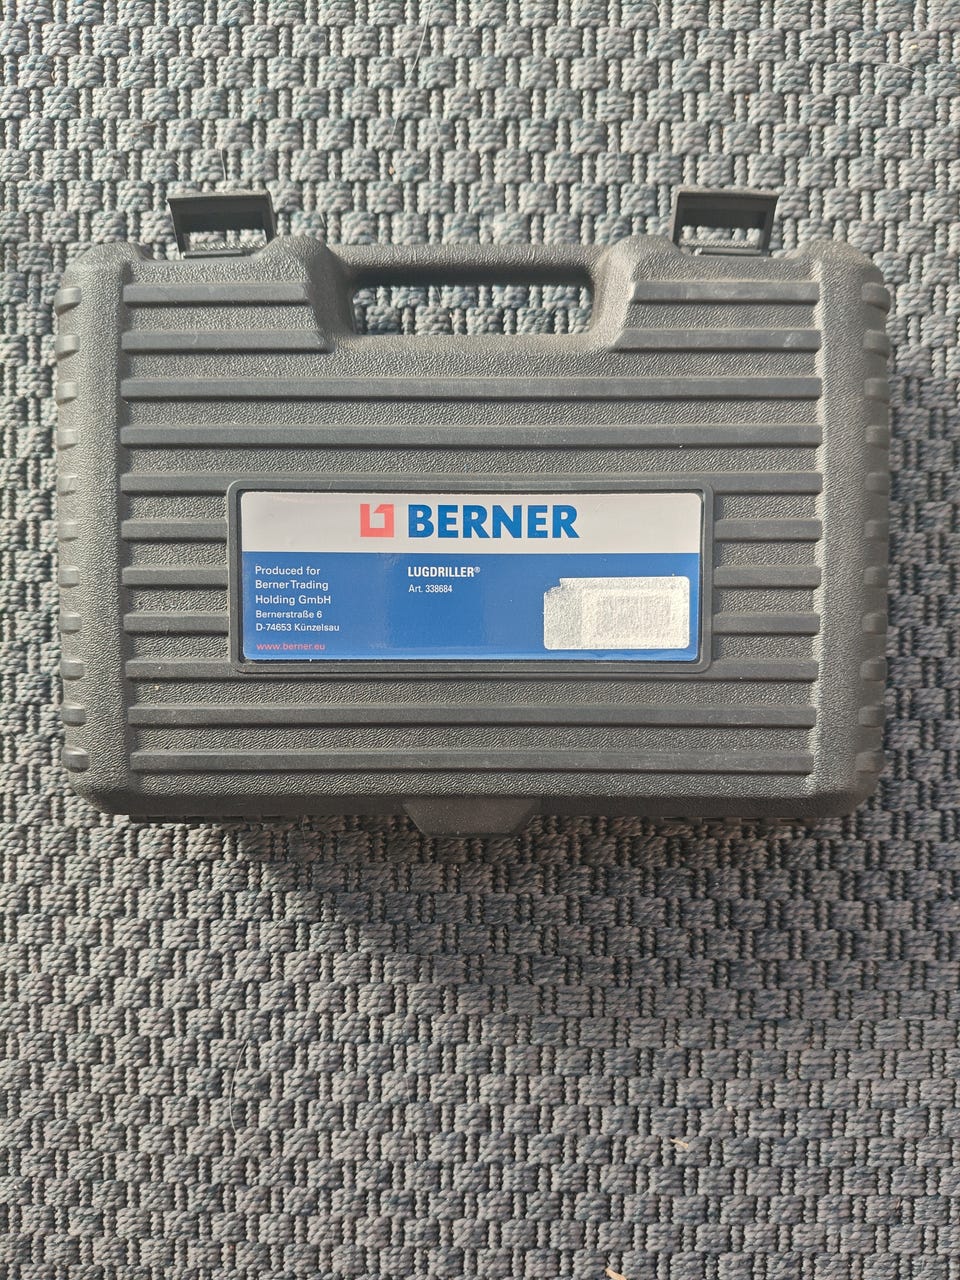 BERNER
Produced for
Berner Trading
Holding GmbH
Bernerstraße 6
D-74653 Künzelsau
www.berner.eu
LUGDRILLER®
Art. 338684